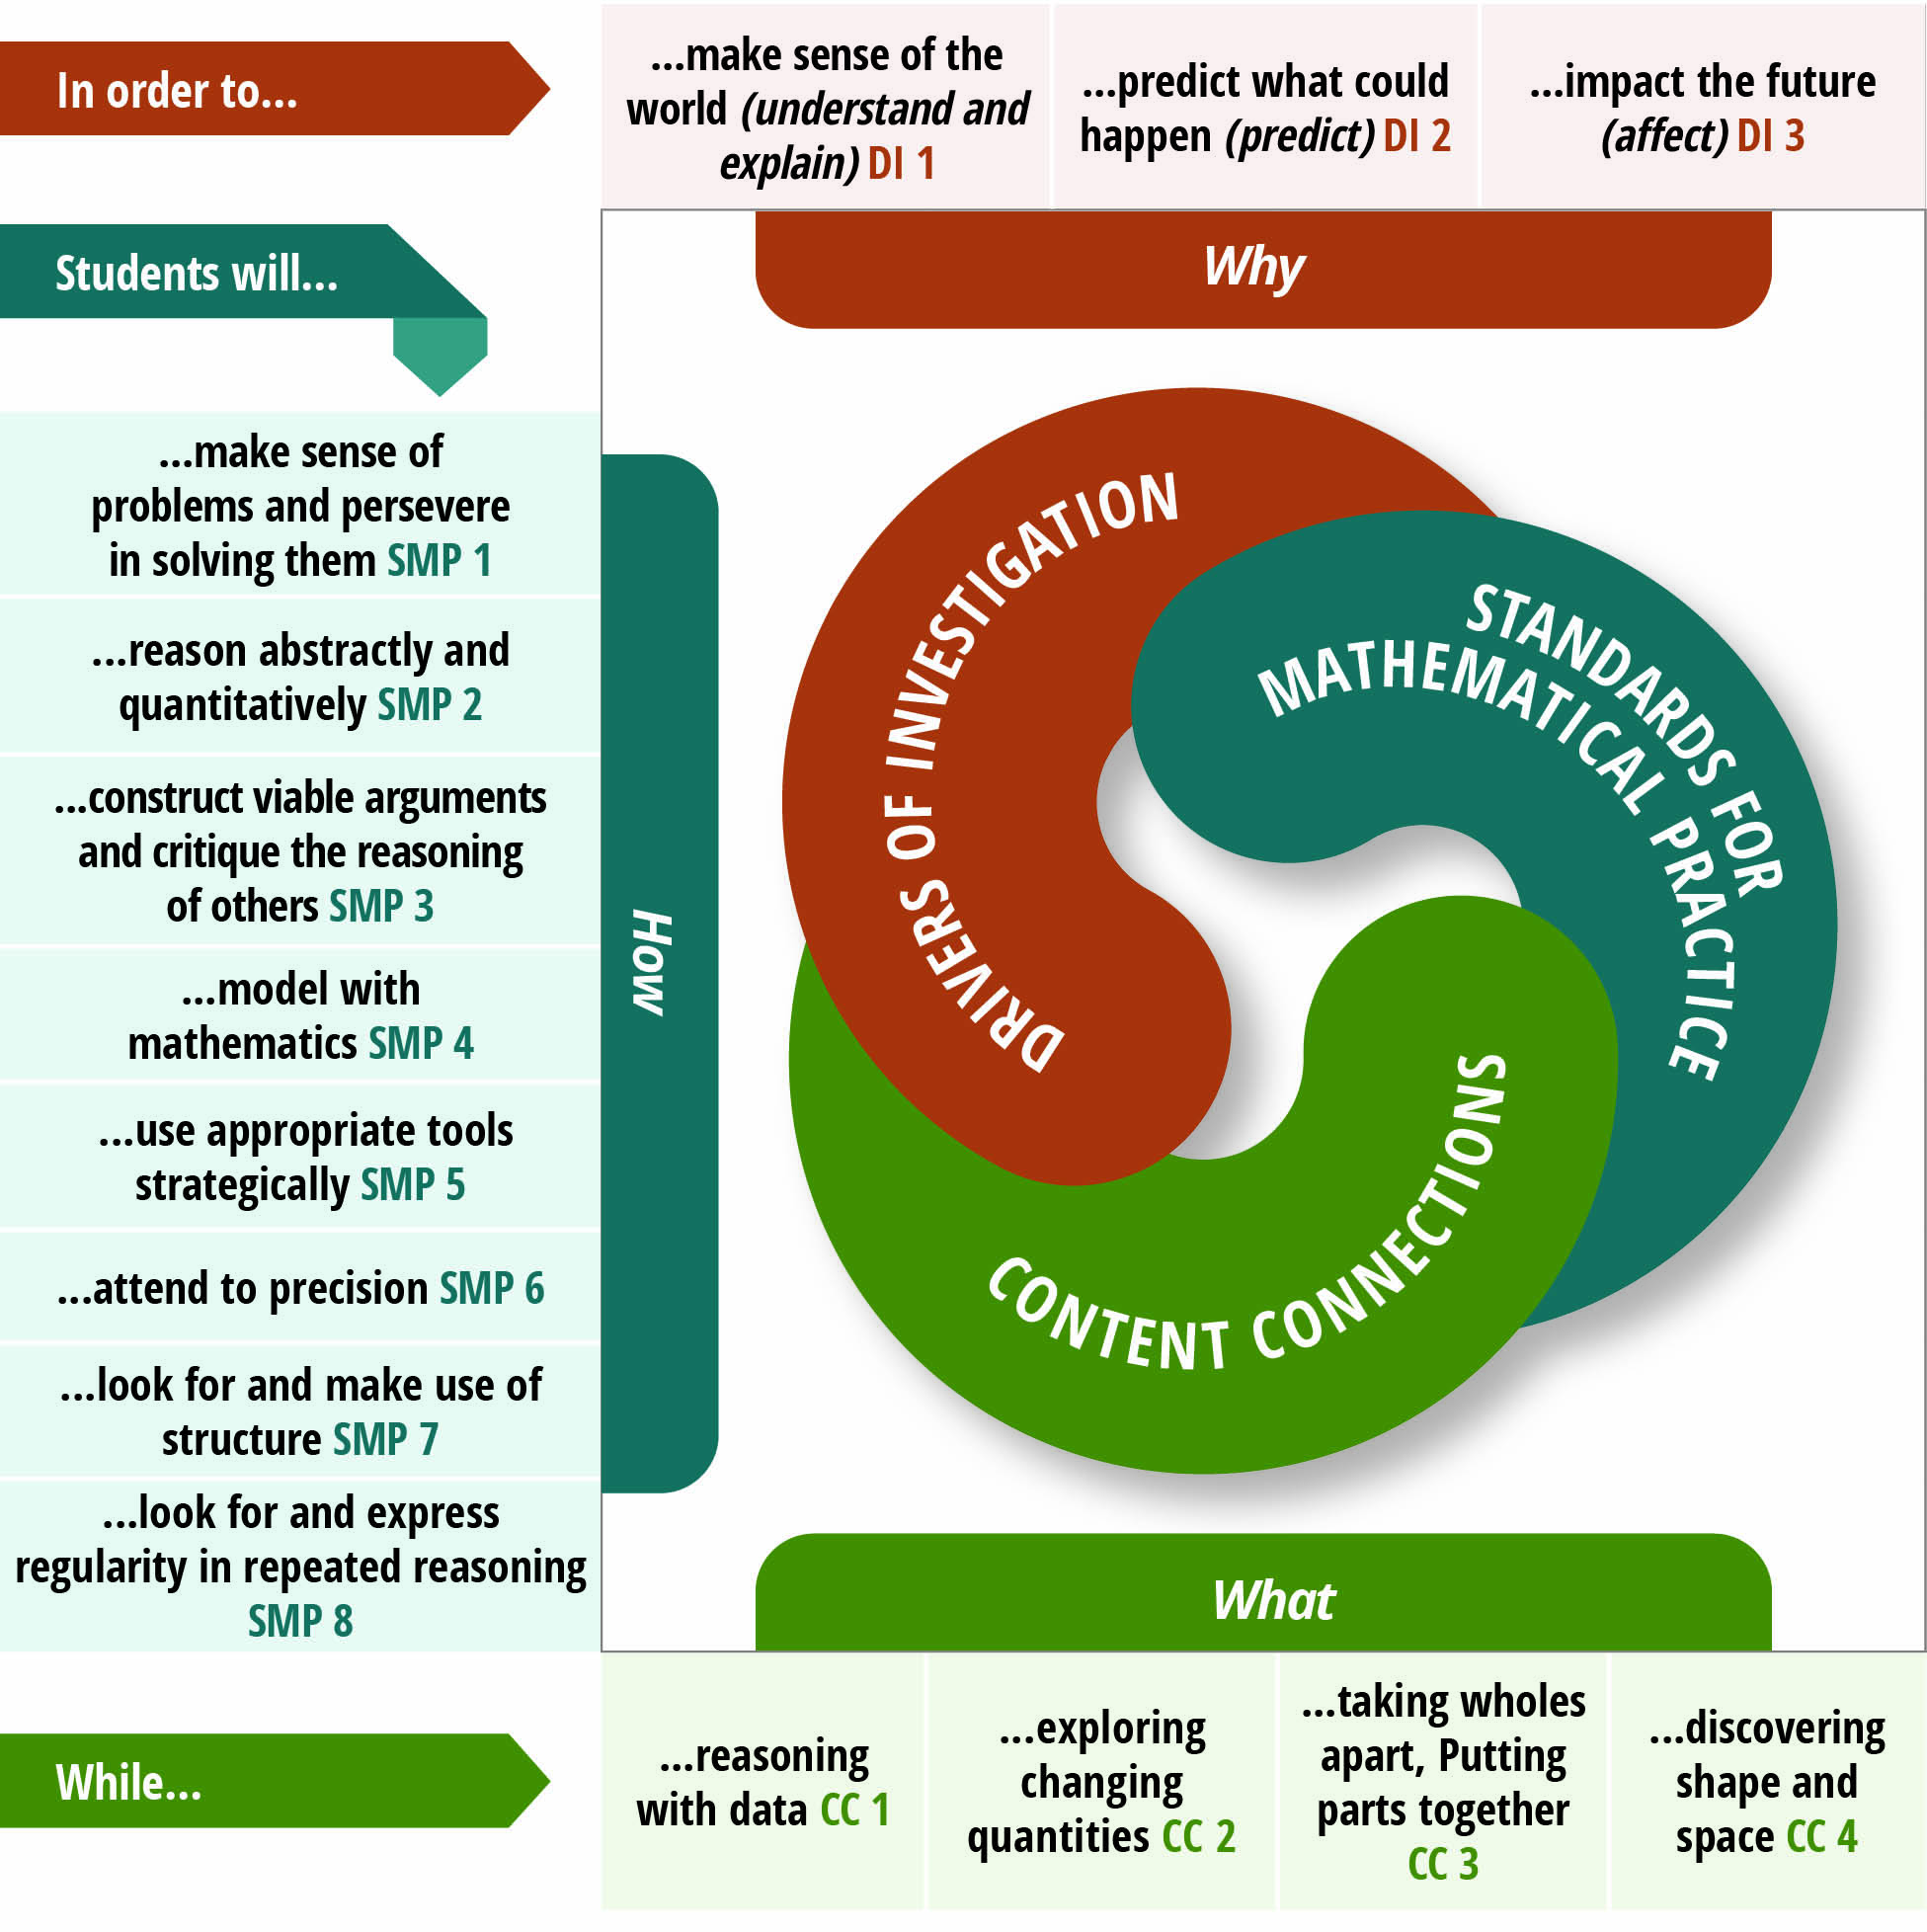 In order to...
...make sense of the
world (understand and
explain) DI 1
...predict what could
happen (predict) DI 2
...impact the future
(affect) DI 3
Students will...
Why
...make sense of
problems and persevere
in solving them SMP 1
...reason abstractly and
quantitatively SMP 2
...construct viable arguments
and critique the reasoning
of others SMP 3
...model with
mathematics SMP 4
...use appropriate tools
strategically SMP 5
...attend to precision SMP 6
...look for and make use of
structure SMP 7
...look for and express
regularity in repeated reasoning
SMP 8
How
DRIVERS OF INVESTIGATION
STANDARDS FOR
MATHEMATICAL PRACTICE
CONTENT CONNECTIONS
What
While...
...reasoning
with data CC 1
...exploring
changing
quantities CC 2
...taking wholes
apart, Putting
parts together
CC 3
...discovering
shape and
space CC 4